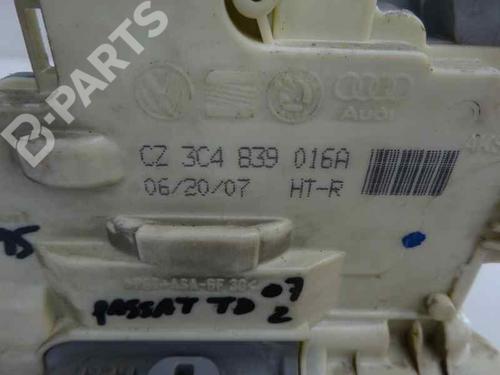 B-PARTS
Audi
CZ 3C4 839 016A
06/20/07 HT-R
PASSAT TD 07
2